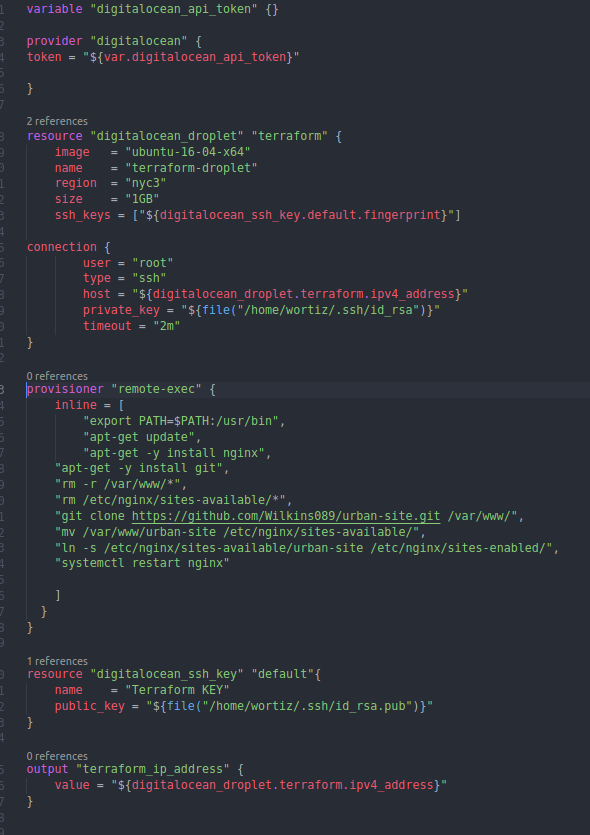 variable "digitalocean_api_token" {}
provider "digitalocean" {
token = "${var.digitalocean_api_token}"
}
2 references
resource "digitalocean_droplet" "terraform" {
    image   = "ubuntu-16-04-x64"
    name    = "terraform-droplet"
    region  = "nyc3"
    size    = "1GB"
    ssh_keys = ["${digitalocean_ssh_key.default.fingerprint}"]
connection {
        user = "root"
        type = "ssh"
        host = "${digitalocean_droplet.terraform.ipv4_address}"
        private_key = "${file("/home/wortiz/.ssh/id_rsa")}"
        timeout = "2m"
}
0 references
provisioner "remote-exec" {
    inline = [
        "export PATH=$PATH:/usr/bin",
        "apt-get update",
        "apt-get -y install nginx",
    "apt-get -y install git",
    "rm -r /var/www/*",
    "rm /etc/nginx/sites-available/*",
    "git clone https://github.com/Wilkins089/urban-site.git /var/www/",
    "mv /var/www/urban-site /etc/nginx/sites-available/",
    "ln -s /etc/nginx/sites-available/urban-site /etc/nginx/sites-enabled/",
    "systemctl restart nginx"
    ]
  }
}
1 references
resource "digitalocean_ssh_key" "default"{
    name    = "Terraform KEY"
    public_key = "${file("/home/wortiz/.ssh/id_rsa.pub")}"
}
0 references
output "terraform_ip_address" {
    value = "${digitalocean_droplet.terraform.ipv4_address}"
}